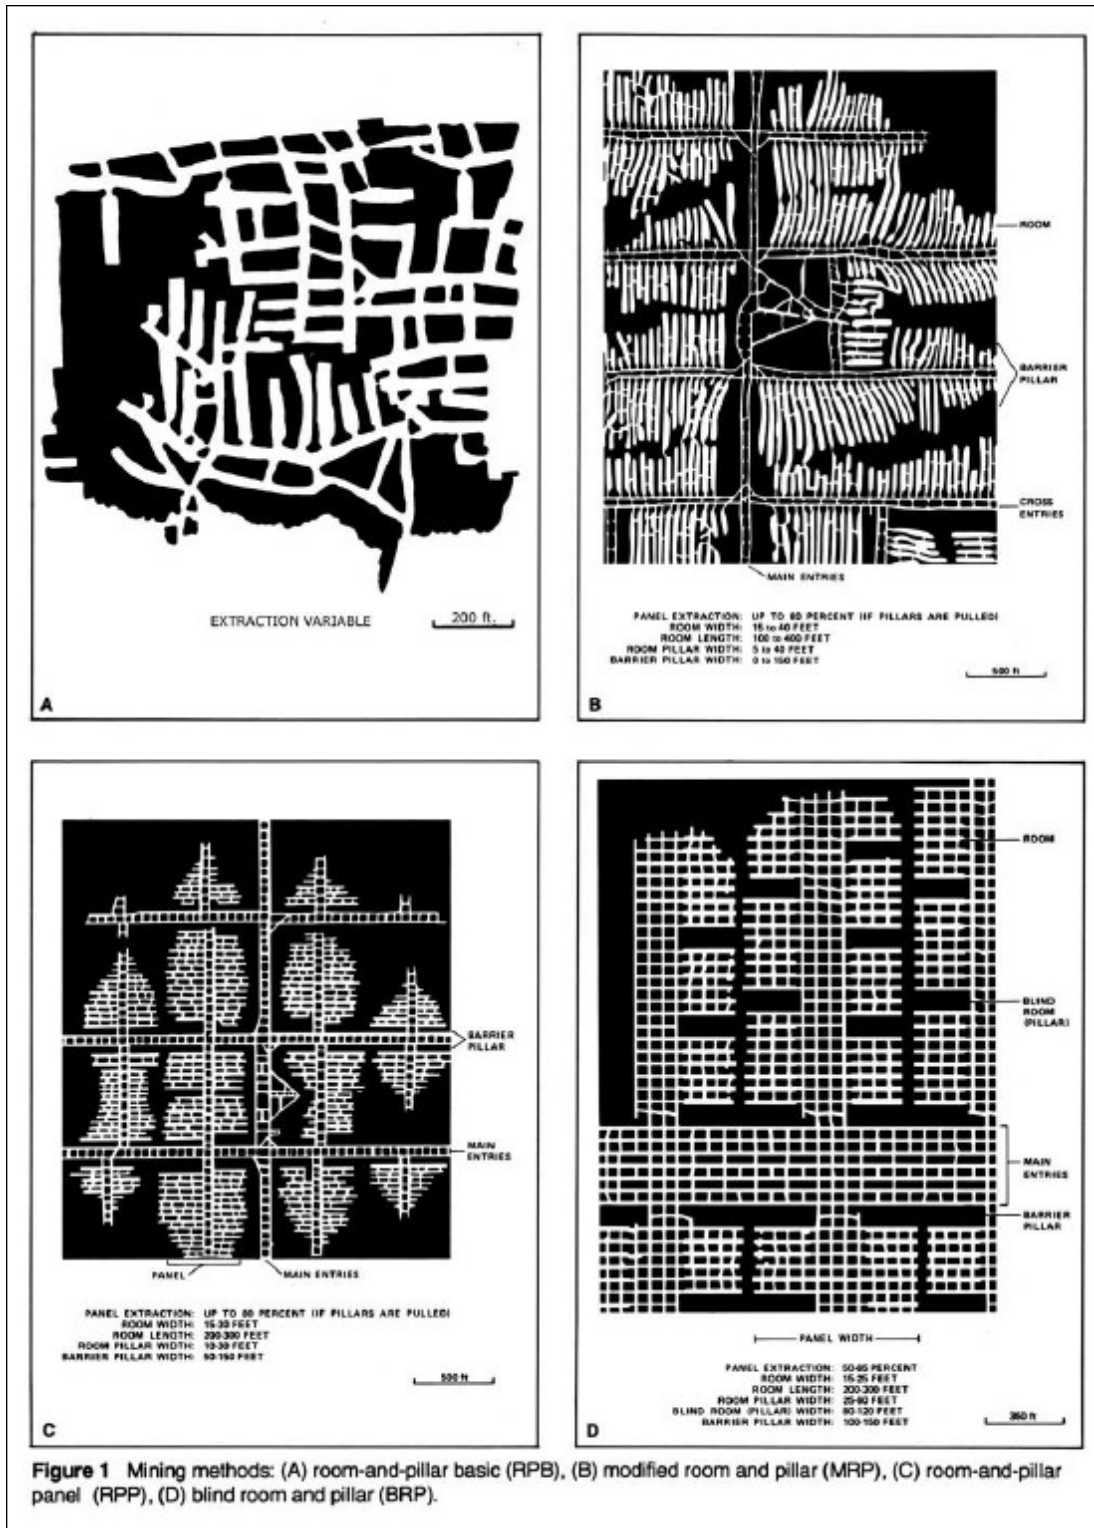 EXTRACTION VARIABLE
200 ft.
A
ROOM
BARRIER
PILLAR
CROSS
ENTRIES
MAIN ENTRIES
PANEL EXTRACTION: UP TO 80 PERCENT (IF PILLARS ARE PULLED)
ROOM WIDTH: 15 to 40 FEET
ROOM LENGTH: 100 to 400 FEET
ROOM PILLAR WIDTH: 5 to 40 FEET
BARRIER PILLAR WIDTH: 0 to 150 FEET
500 ft
B
BARRIER
PILLAR
MAIN
ENTRIES
PANEL
MAIN ENTRIES
PANEL EXTRACTION: UP TO 80 PERCENT (IF PILLARS ARE PULLED)
ROOM WIDTH: 15-30 FEET
ROOM LENGTH: 200-300 FEET
ROOM PILLAR WIDTH: 10-30 FEET
BARRIER PILLAR WIDTH: 50-150 FEET
500 ft
C
ROOM
BLIND
ROOM
(PILLAR)
MAIN
ENTRIES
BARRIER
PILLAR
PANEL WIDTH
PANEL EXTRACTION: 50-65 PERCENT
ROOM WIDTH: 15-25 FEET
ROOM LENGTH: 200-300 FEET
ROOM PILLAR WIDTH: FEET
BLIND ROOM (PILLAR) WIDTH: 80-120 FEET
BARRIER PILLAR WIDTH: 100-150 FEET
ft
D
Figure 1 Mining methods: (A) room-and-pillar basic (RPB), (B) modified room and pillar (MRP), (C) room-and-pillar
panel (RPP), (D) blind room and pillar (BRP).